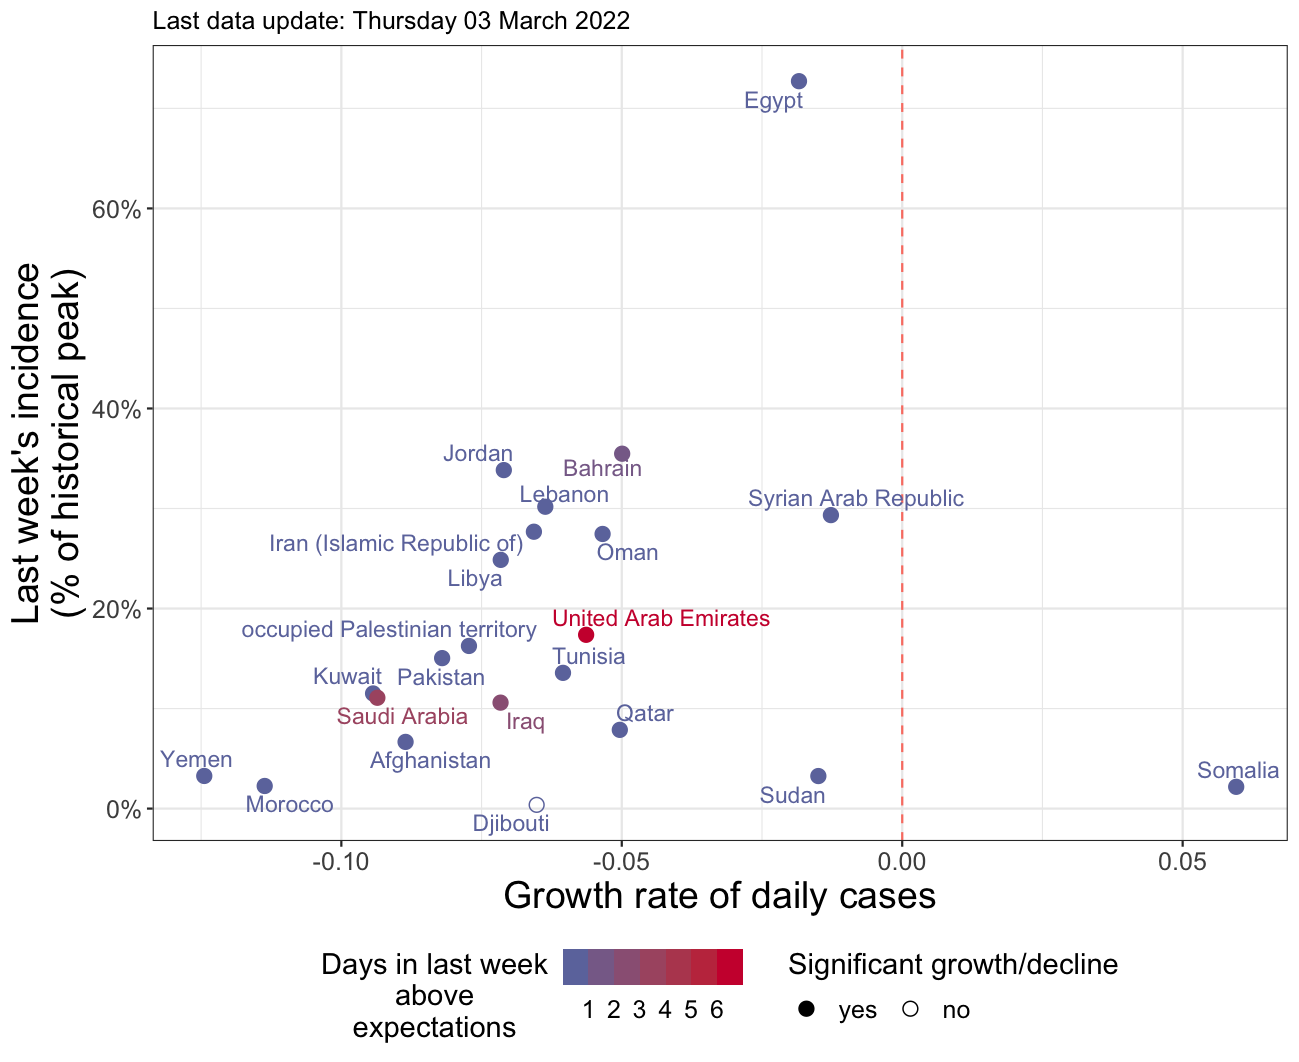 Last data update: Thursday 03 March 2022
Last week's incidence
(% of historical peak)
60%
40%
20%
0%
Egypt
Jordan
Bahrain
Lebanon
Syrian Arab Republic
Iran (Islamic Republic of)
Oman
Libya
United Arab Emirates
occupied Palestinian territory
Tunisia
Kuwait
Pakistan
Saudi Arabia
Iraq
Qatar
Afghanistan
Yemen
Morocco
Sudan
Somalia
Djibouti
-0.10
-0.05
0.00
0.05
Growth rate of daily cases
Days in last week
above
expectations
1 2 3 4 5 6
Significant growth/decline
yes
no